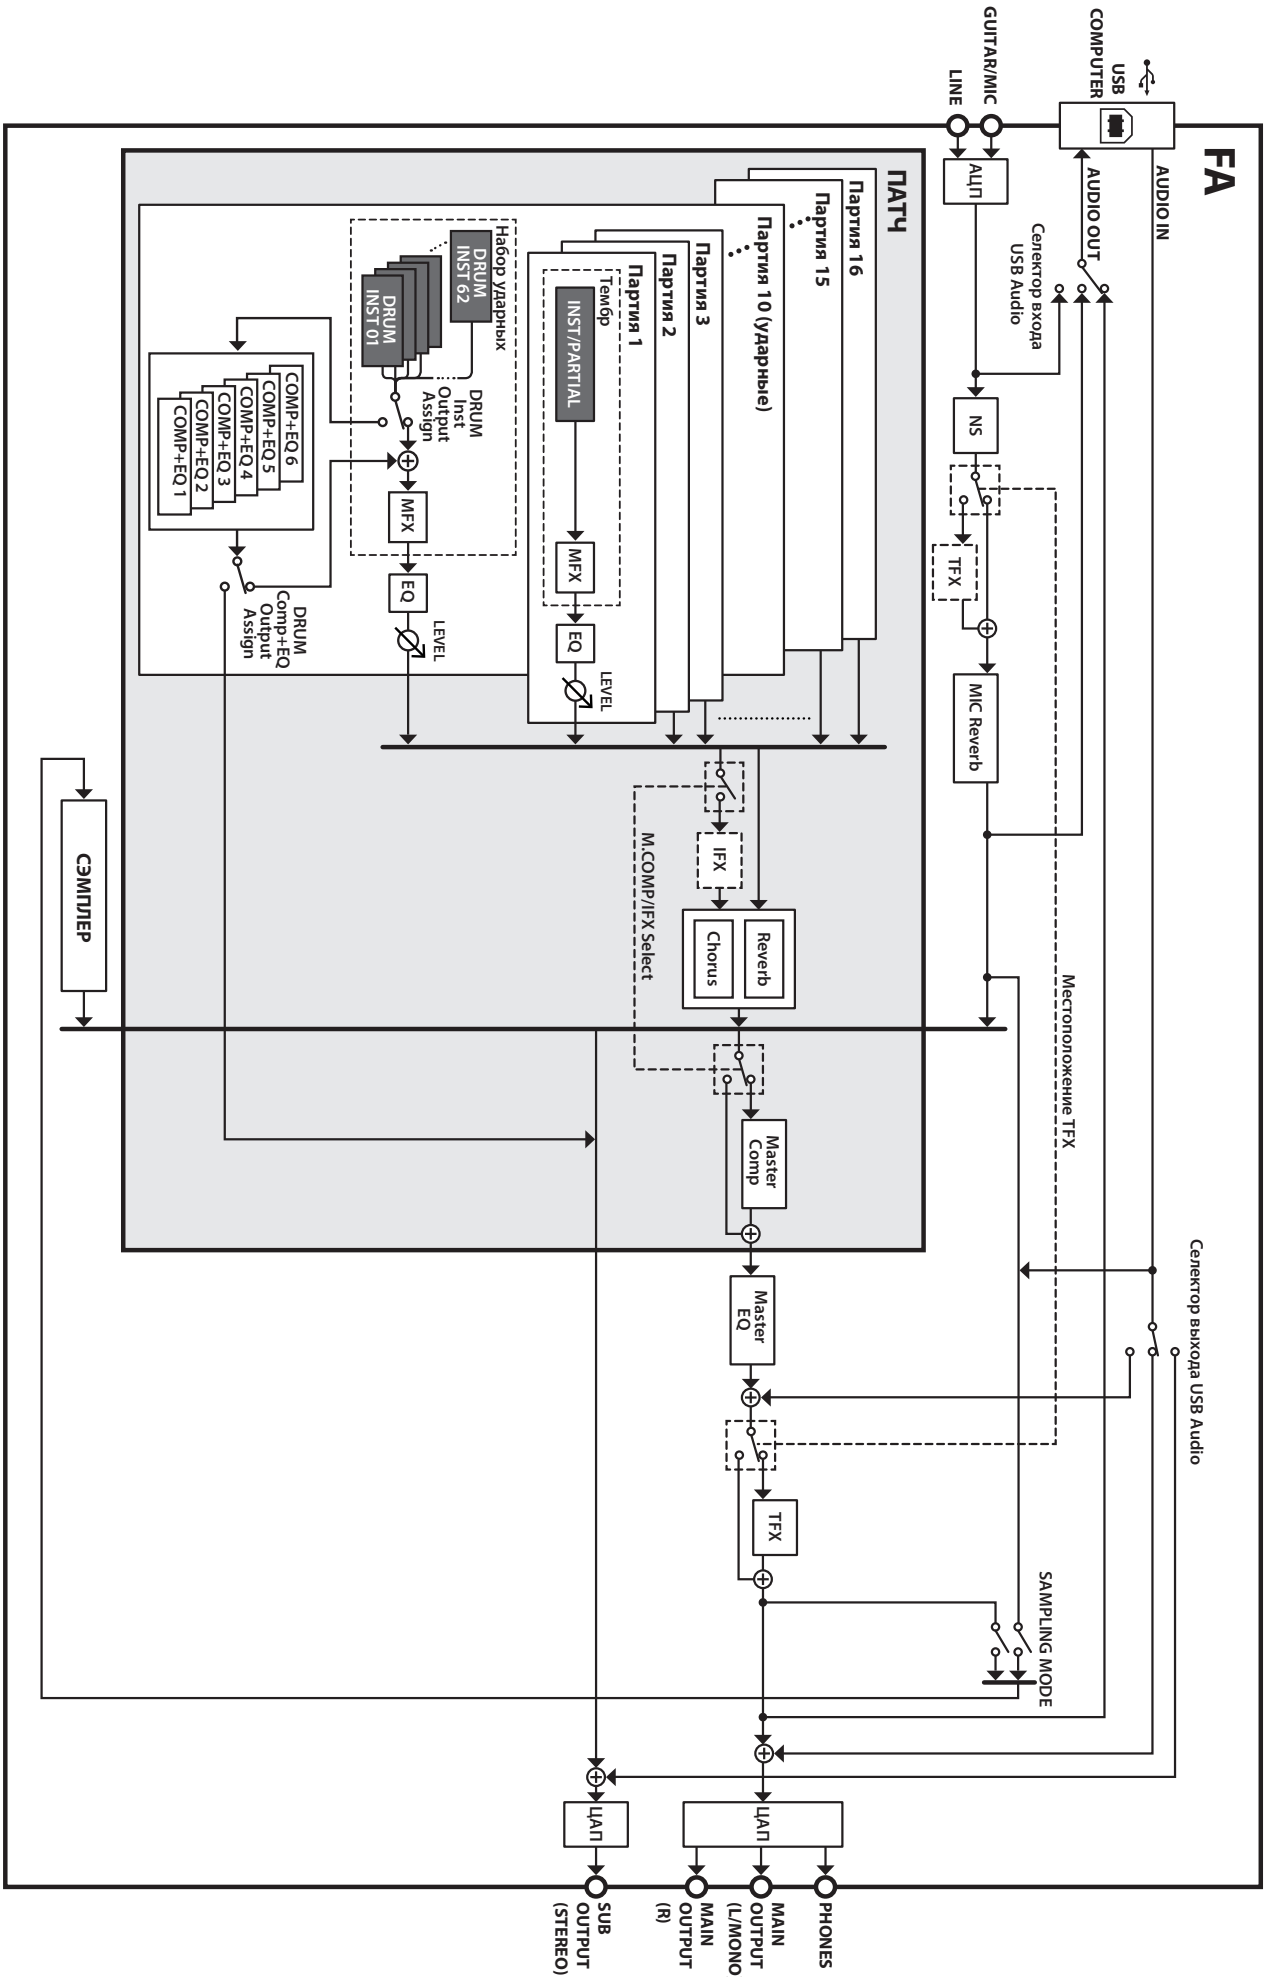 FA
USB
COMPUTER
AUDIO IN
AUDIO OUT
GUITAR/MIC
LINE
АЦП
Селектор входа
USB Audio
NS
TFX
MIC Reverb
Местоположение TFX
Селектор выхода USB Audio
SAMPLING MODE
ПАТЧ
Партия 16
Партия 15
Партия 10 (ударные)
Партия 3
Партия 2
Партия 1
Тембр
INST/PARTIAL
MFX
EQ
LEVEL
Набор ударных
DRUM
INST 62
DRUM
INST 01
DRUM
Inst
Output
Assign
MFX
EQ
LEVEL
COMP+EQ 6
COMP+EQ 5
COMP+EQ 4
COMP+EQ 3
COMP+EQ 2
COMP+EQ 1
DRUM
Comp+EQ
Output
Assign
IFX
M.COMP/IFX Select
Reverb
Chorus
Master
Comp
Master
EQ
TFX
СЭМПЛЕР
ЦАП
ЦАП
PHONES
MAIN
OUTPUT
(L/MONO
MAIN
OUTPUT
(R)
SUB
OUTPUT
(STEREO)